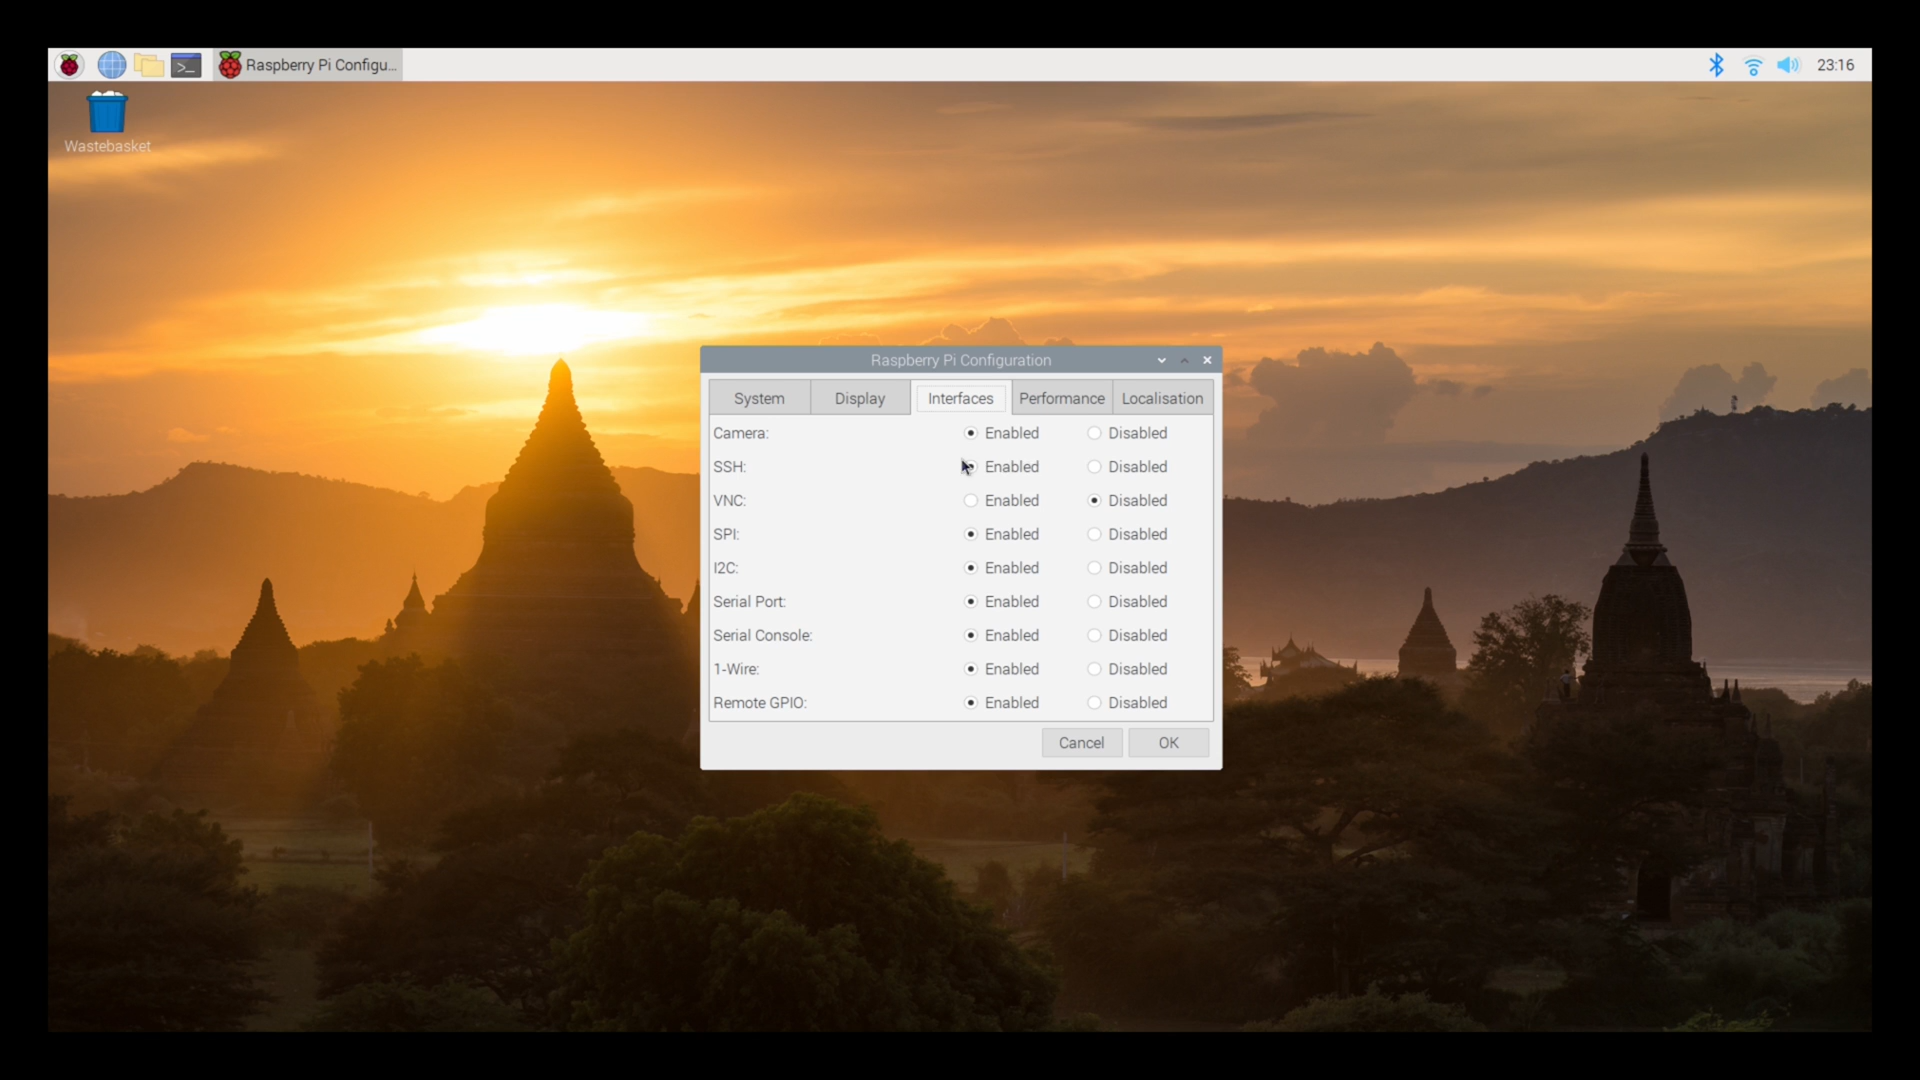 Raspberry Pi Configu... 23:16
Wastebasket
Raspberry Pi Configuration
System Display Interfaces Performance Localisation
Camera: Enabled Disabled
SSH: Enabled Disabled
VNC: Enabled Disabled
SPI: Enabled Disabled
I2C: Enabled Disabled
Serial Port: Enabled Disabled
Serial Console: Enabled Disabled
1-Wire: Enabled Disabled
Remote GPIO: Enabled Disabled
Cancel OK